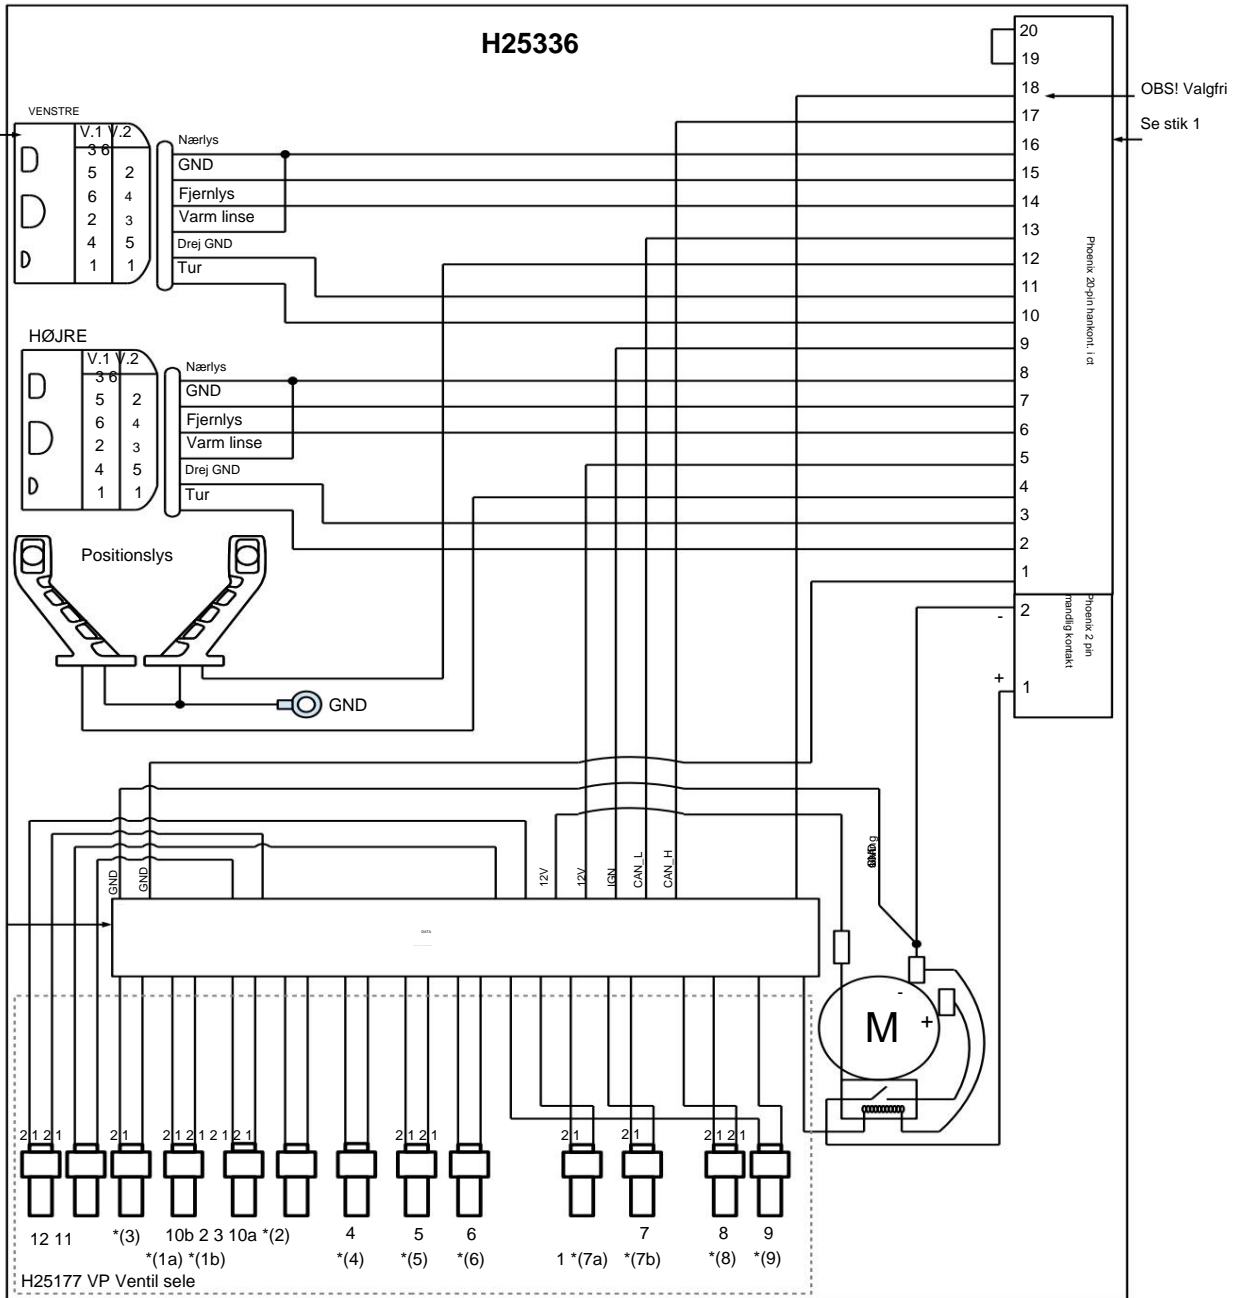 H25336
20
19
18
OBS! Valgfri
17
Se stik 1
16
15
14
13
12
11
10
9
8
7
6
5
4
3
2
1
Phoenix 20-pin hankont. i ct
2
-
+
1
Phoenix 2 pin
mandlig kontakt
VENSTRE
V.1 V.2
3 6
5 2
6 4
2 3
4 5
1 1
Nærlys
GND
Fjernlys
Varm linse
Drej GND
Tur
HØJRE
V.1 V.2
3 6
5 2
6 4
2 3
4 5
1 1
Nærlys
GND
Fjernlys
Varm linse
Drej GND
Tur
Positionslys
GND
GND
GND
12V
12V
IGN
CAN_L
CAN_H
DATA
M
-
+
2 1 2 1
2 1
2 1 2 1 2 1 2 1
2 1 2 1
2 1
2 1
2 1 2 1
12 11
*(3)
10b 2 3 10a *(2)
4
5
6
7
8
9
*(1a) *(1b)
*(4)
*(5)
*(6)
1 *(7a)
*(7b)
*(8)
*(9)
H25177 VP Ventil sele